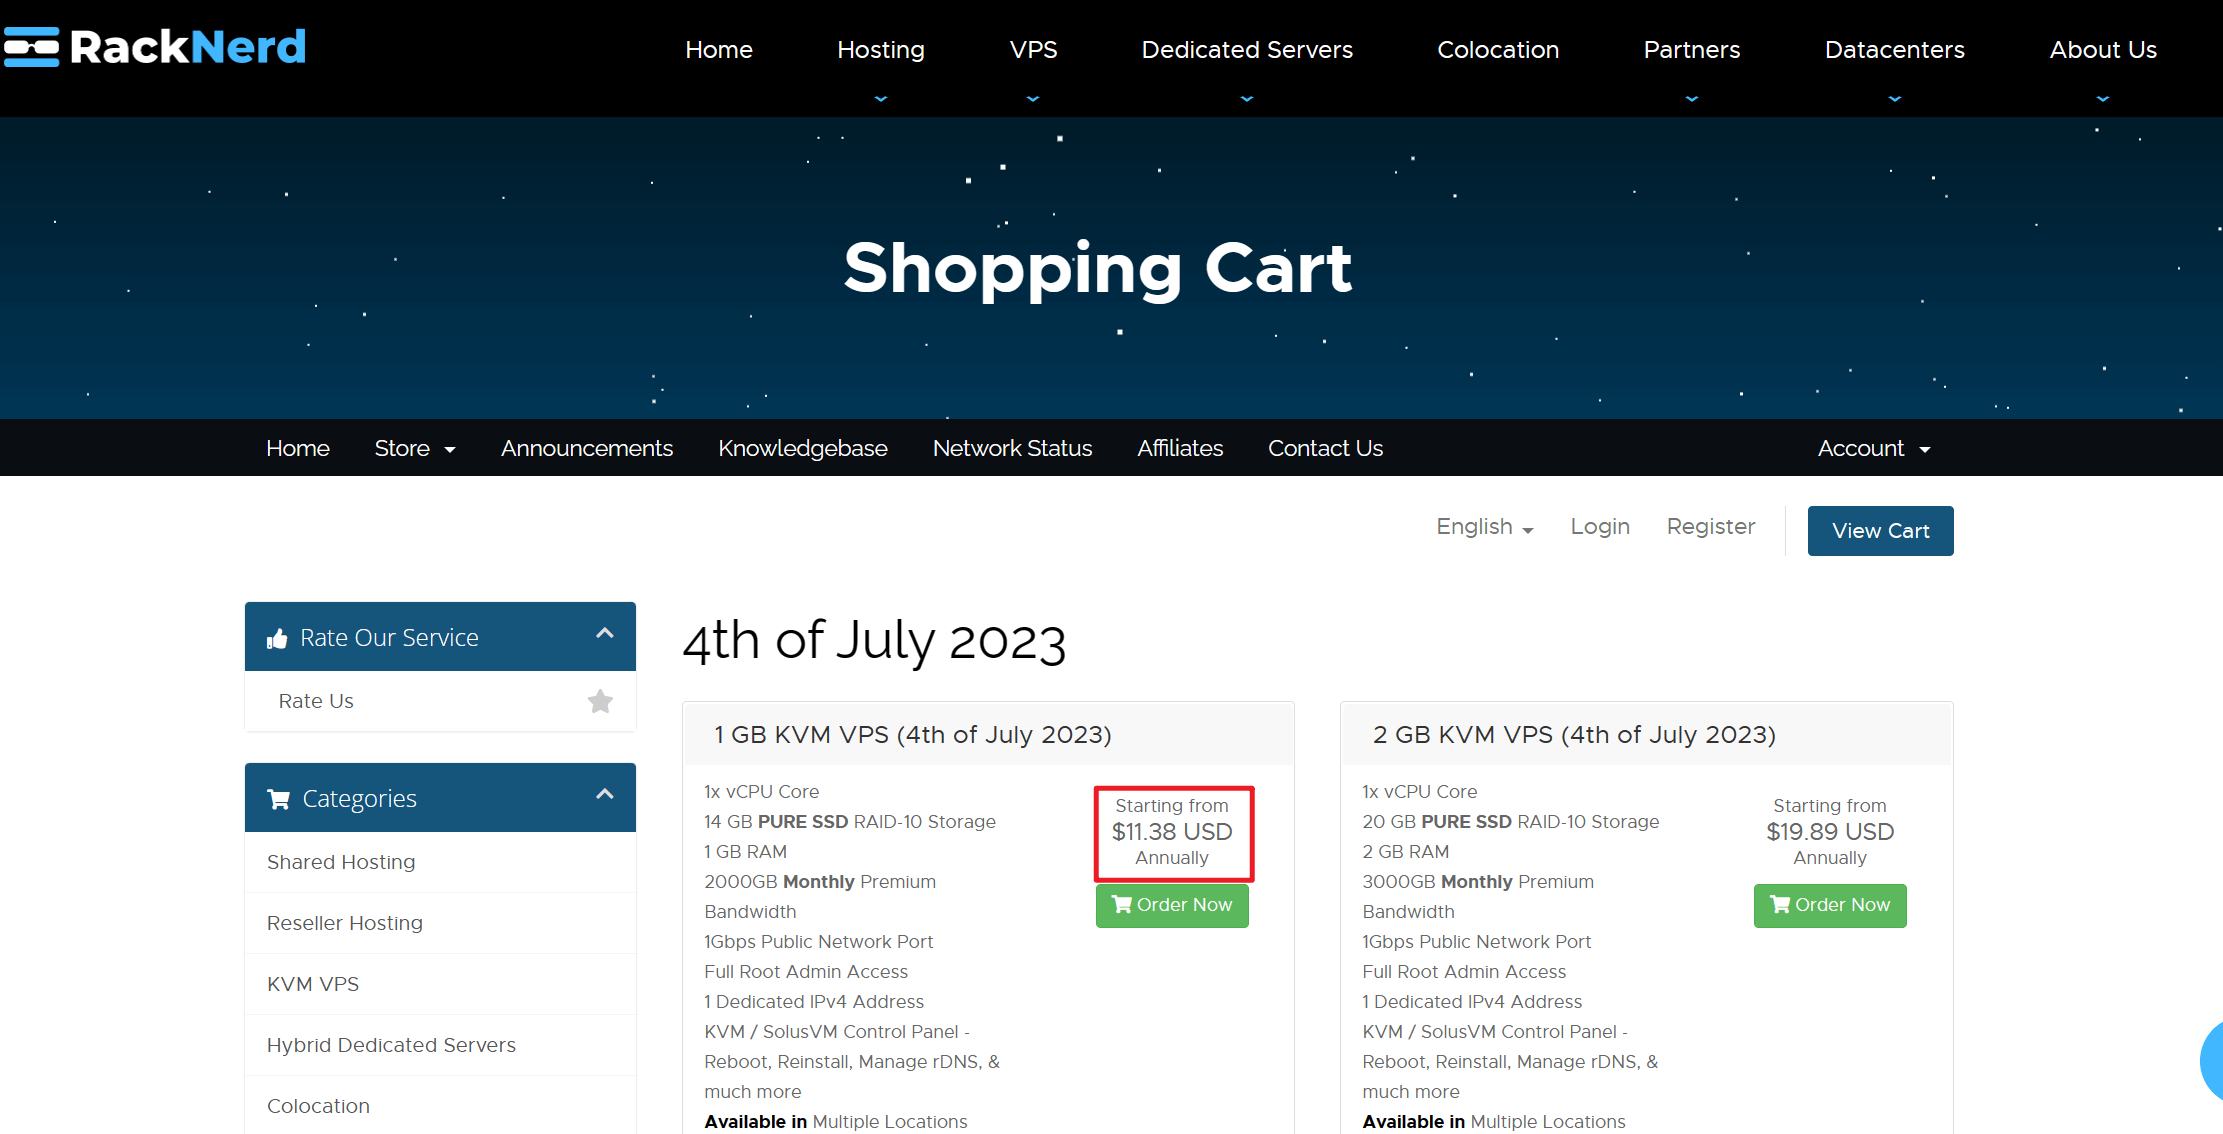 RackNerd
Home Hosting VPS Dedicated Servers Colocation Partners Datacenters About Us
Shopping Cart
Home Store Announcements Knowledgebase Network Status Affiliates Contact Us Account
English Login Register View Cart
Rate Our Service
Rate Us
Categories
Shared Hosting
Reseller Hosting
KVM VPS
Hybrid Dedicated Servers
Colocation
4th of July 2023
1 GB KVM VPS (4th of July 2023)
1x vCPU Core
14 GB PURE SSD RAID-10 Storage
1 GB RAM
2000GB Monthly Premium
Bandwidth
1Gbps Public Network Port
Full Root Admin Access
1 Dedicated IPv4 Address
KVM / SolusVM Control Panel -
Reboot, Reinstall, Manage rDNS, &
much more
Available in Multiple Locations
Starting from
$11.38 USD
Annually
Order Now
2 GB KVM VPS (4th of July 2023)
1x vCPU Core
20 GB PURE SSD RAID-10 Storage
2 GB RAM
3000GB Monthly Premium
Bandwidth
1Gbps Public Network Port
Full Root Admin Access
1 Dedicated IPv4 Address
KVM / SolusVM Control Panel -
Reboot, Reinstall, Manage rDNS, &
much more
Available in Multiple Locations
Starting from
$19.89 USD
Annually
Order Now